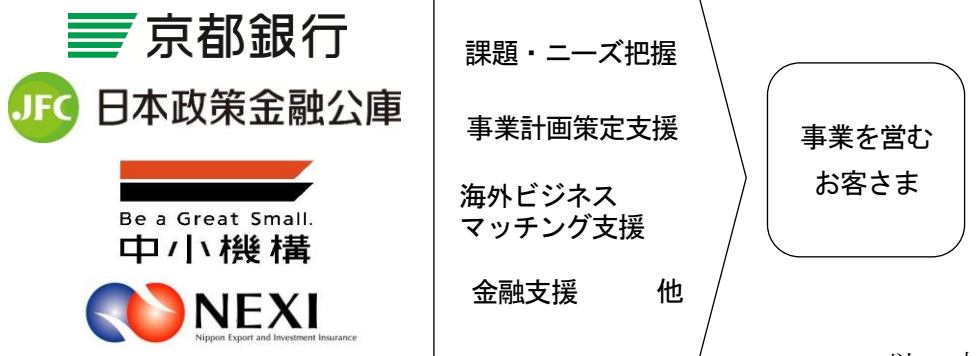 京都銀行
JFC 日本政策金融公庫
Be a Great Small.
中小機構
NEXI
Nippon Export and Investment Insurance
課題・ニーズ把握
事業計画策定支援
海外ビジネス
マッチング支援
金融支援 他
事業を営む
お客さま